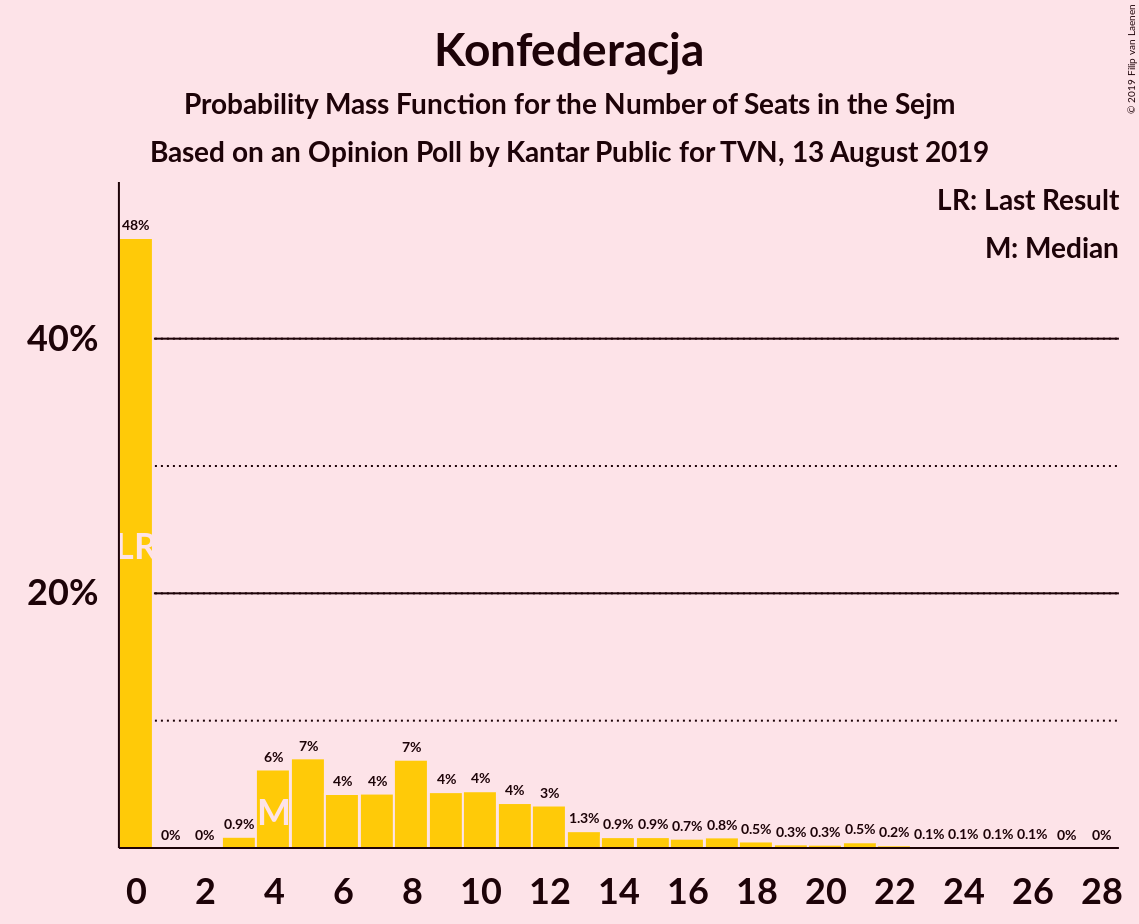 Konfederacja
Probability Mass Function for the Number of Seats in the Sejm
Based on an Opinion Poll by Kantar Public for TVN, 13 August 2019
© 2019 Filip van Laenen
LR: Last Result
M: Median
40%
20%
48% 0% 0% 0.9% 6% 7% 4% 4% 7% 4% 4% 4% 3% 1.3% 0.9% 0.9% 0.7% 0.8% 0.5% 0.3% 0.3% 0.5% 0.2% 0.1% 0.1% 0.1% 0.1% 0% 0%
LR
M
0 2 4 6 8 10 12 14 16 18 20 22 24 26 28